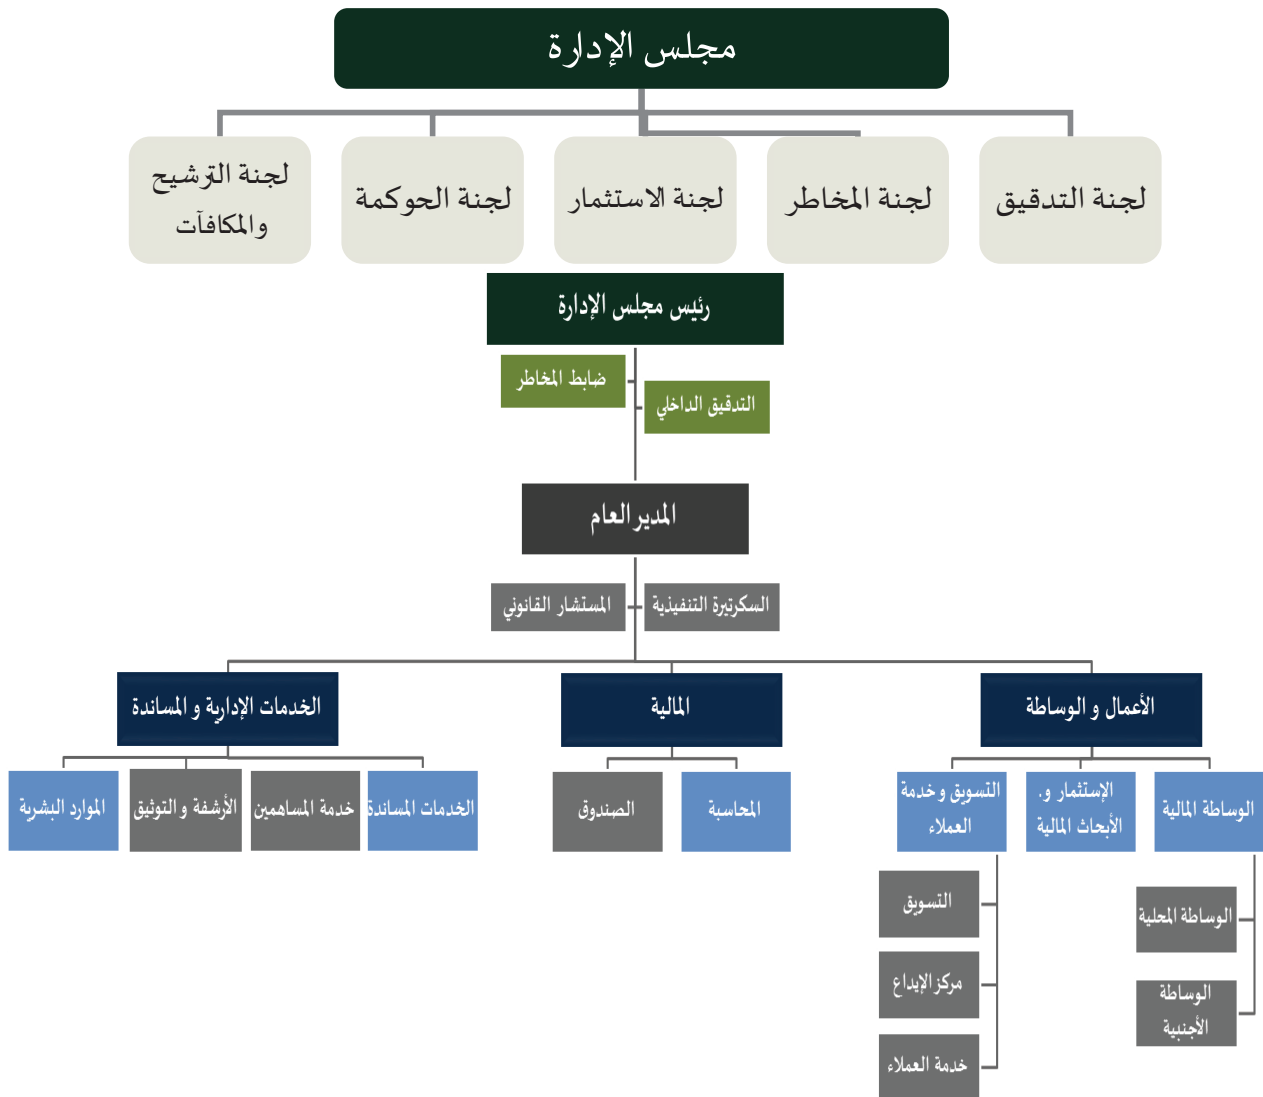 مجلس الإدارة
لجنة التدقيق
لجنة المخاطر
لجنة الاستثمار
لجنة الحوكمة
لجنة الترشيح
والمكافآت
رئيس مجلس الإدارة
ضابط المخاطر
التدقيق الداخلي
المدير العام
السكرتيرة التنفيذية
المستشار القانوني
الأعمال و الوساطة
المالية
الخدمات الإدارية و المساندة
الوساطة المالية
الإستثمار و.
الأبحاث المالية
التسويق و خدمة
العملاء
المحاسبة
الصندوق
الخدمات المساندة
خدمة المساهمين
الأرشفة و التوثيق
الموارد البشرية
الوساطة المحلية
الوساطة
الأجنبية
التسويق
مركز الإيداع
خدمة العملاء